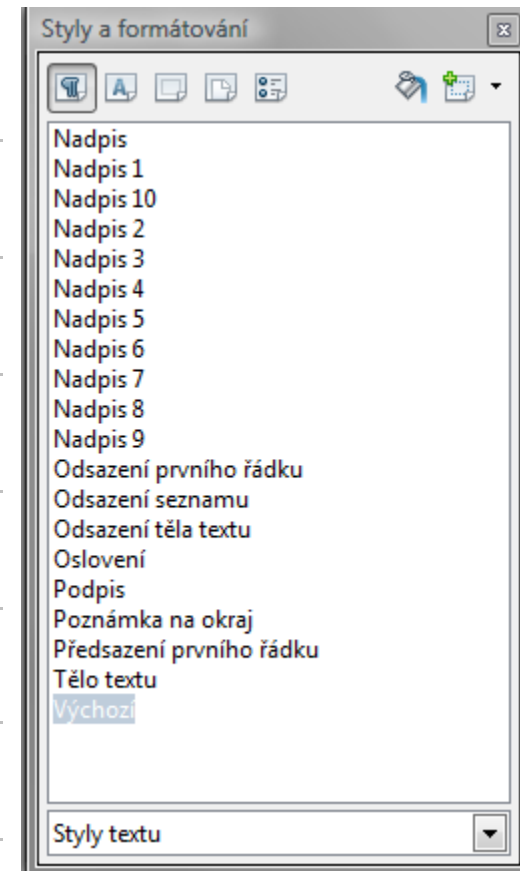 Styly a formátování
Nadpis
Nadpis 1
Nadpis 10
Nadpis 2
Nadpis 3
Nadpis 4
Nadpis 5
Nadpis 6
Nadpis 7
Nadpis 8
Nadpis 9
Odsazení prvního řádku
Odsazení seznamu
Odsazení těla textu
Oslovení
Podpis
Poznámka na okraj
Předsazení prvního řádku
Tělo textu
Výchozí
Styly textu